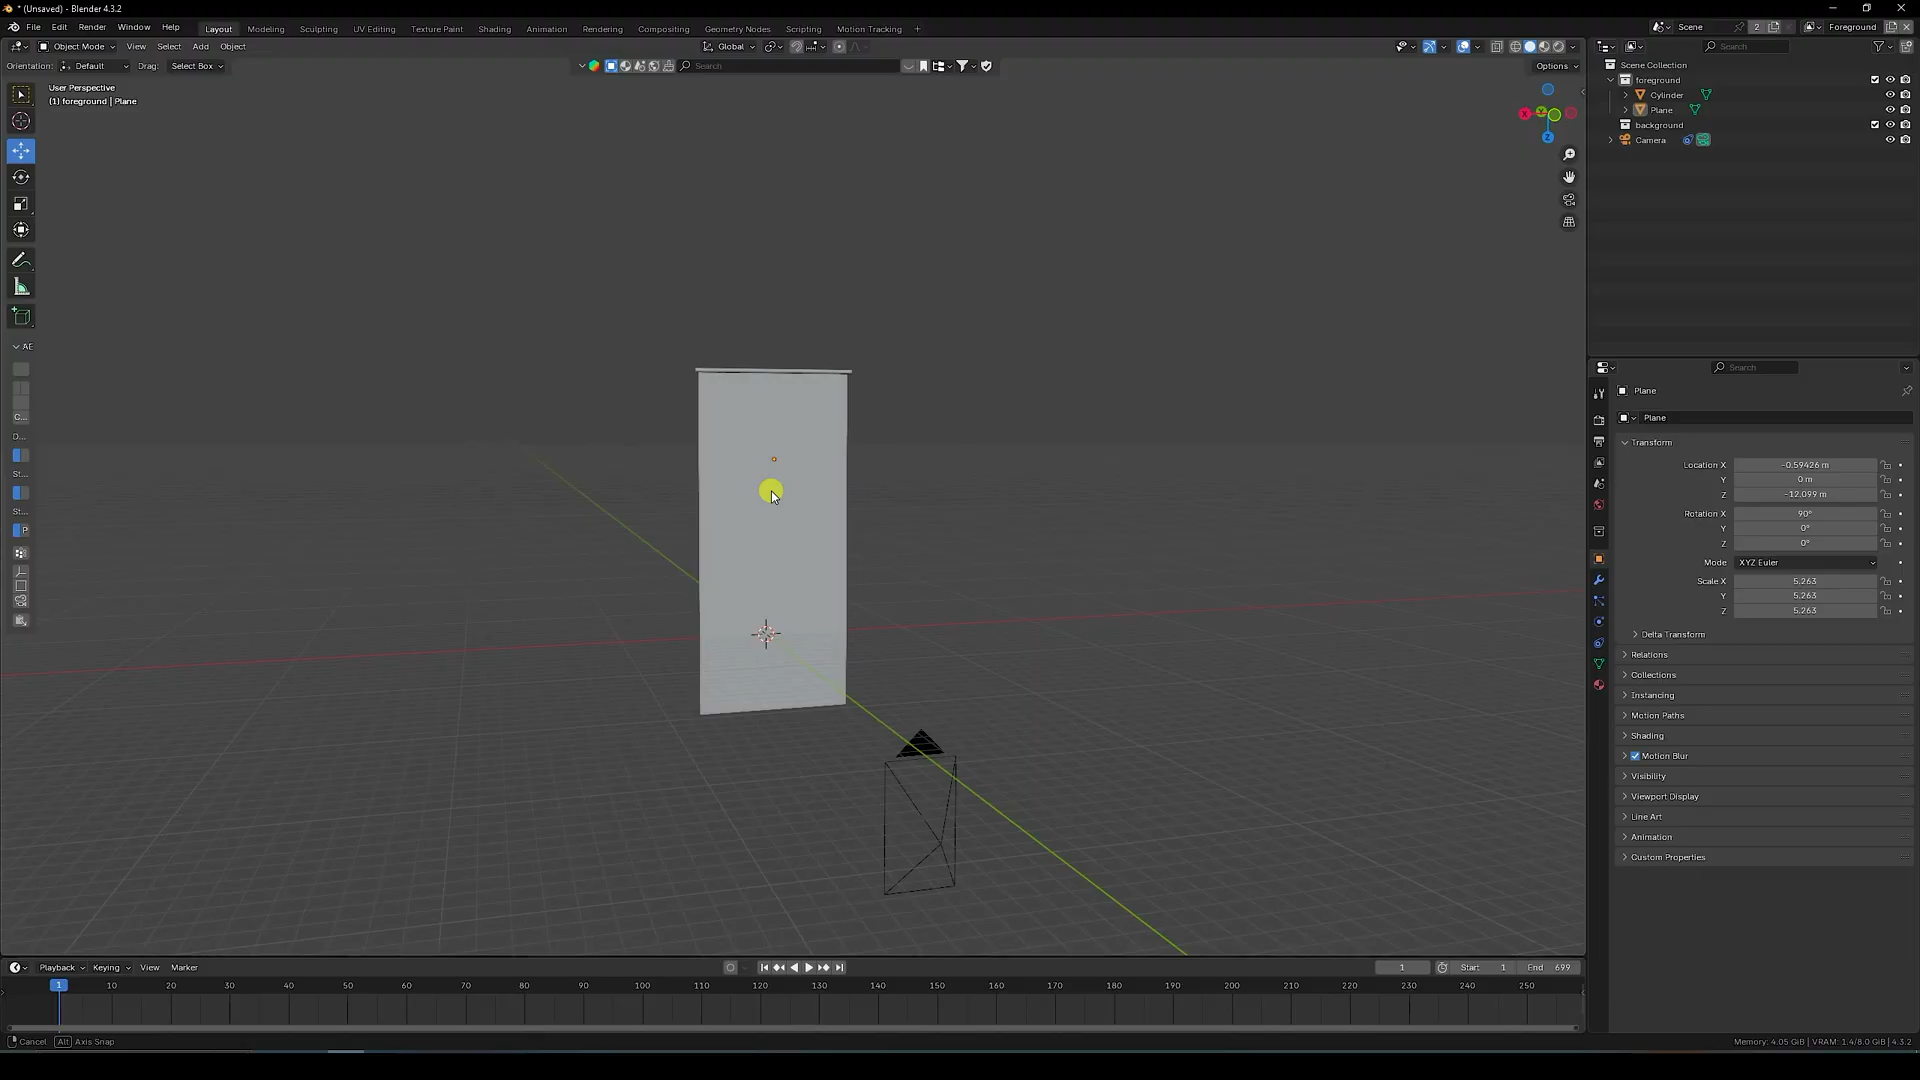 * (Unsaved) - Blender 4.3.2
File Edit Render Window Help Layout Modeling Sculpting UV Editing Texture Paint Shading Animation Rendering Compositing Geometry Nodes Scripting Motion Tracking + Scene 2 Foreground
Object Mode View Select Add Object Global Search
Orientation: Default Drag: Select Box Search Options
Scene Collection
foreground
Cylinder
Plane
background
Camera
User Perspective
(1) foreground | Plane
X
Y
Z
AE
C...
D...
St...
St...
P
Search
Plane
Plane
Transform
Location X -0.59426 m
Y 0 m
Z -12.099 m
Rotation X 90°
Y 0°
Z 0°
Mode XYZ Euler
Scale X 5.263
Y 5.263
Z 5.263
Delta Transform
Relations
Collections
Instancing
Motion Paths
Shading
Motion Blur
Visibility
Viewport Display
Line Art
Animation
Custom Properties
Playback Keying View Marker 1 Start 1 End 699
1 10 20 30 40 50 60 70 80 90 100 110 120 130 140 150 160 170 180 190 200 210 220 230 240 250
Cancel Alt Axis Snap Memory: 4.05 GiB | VRAM: 1.4/8.0 GiB | 4.3.2